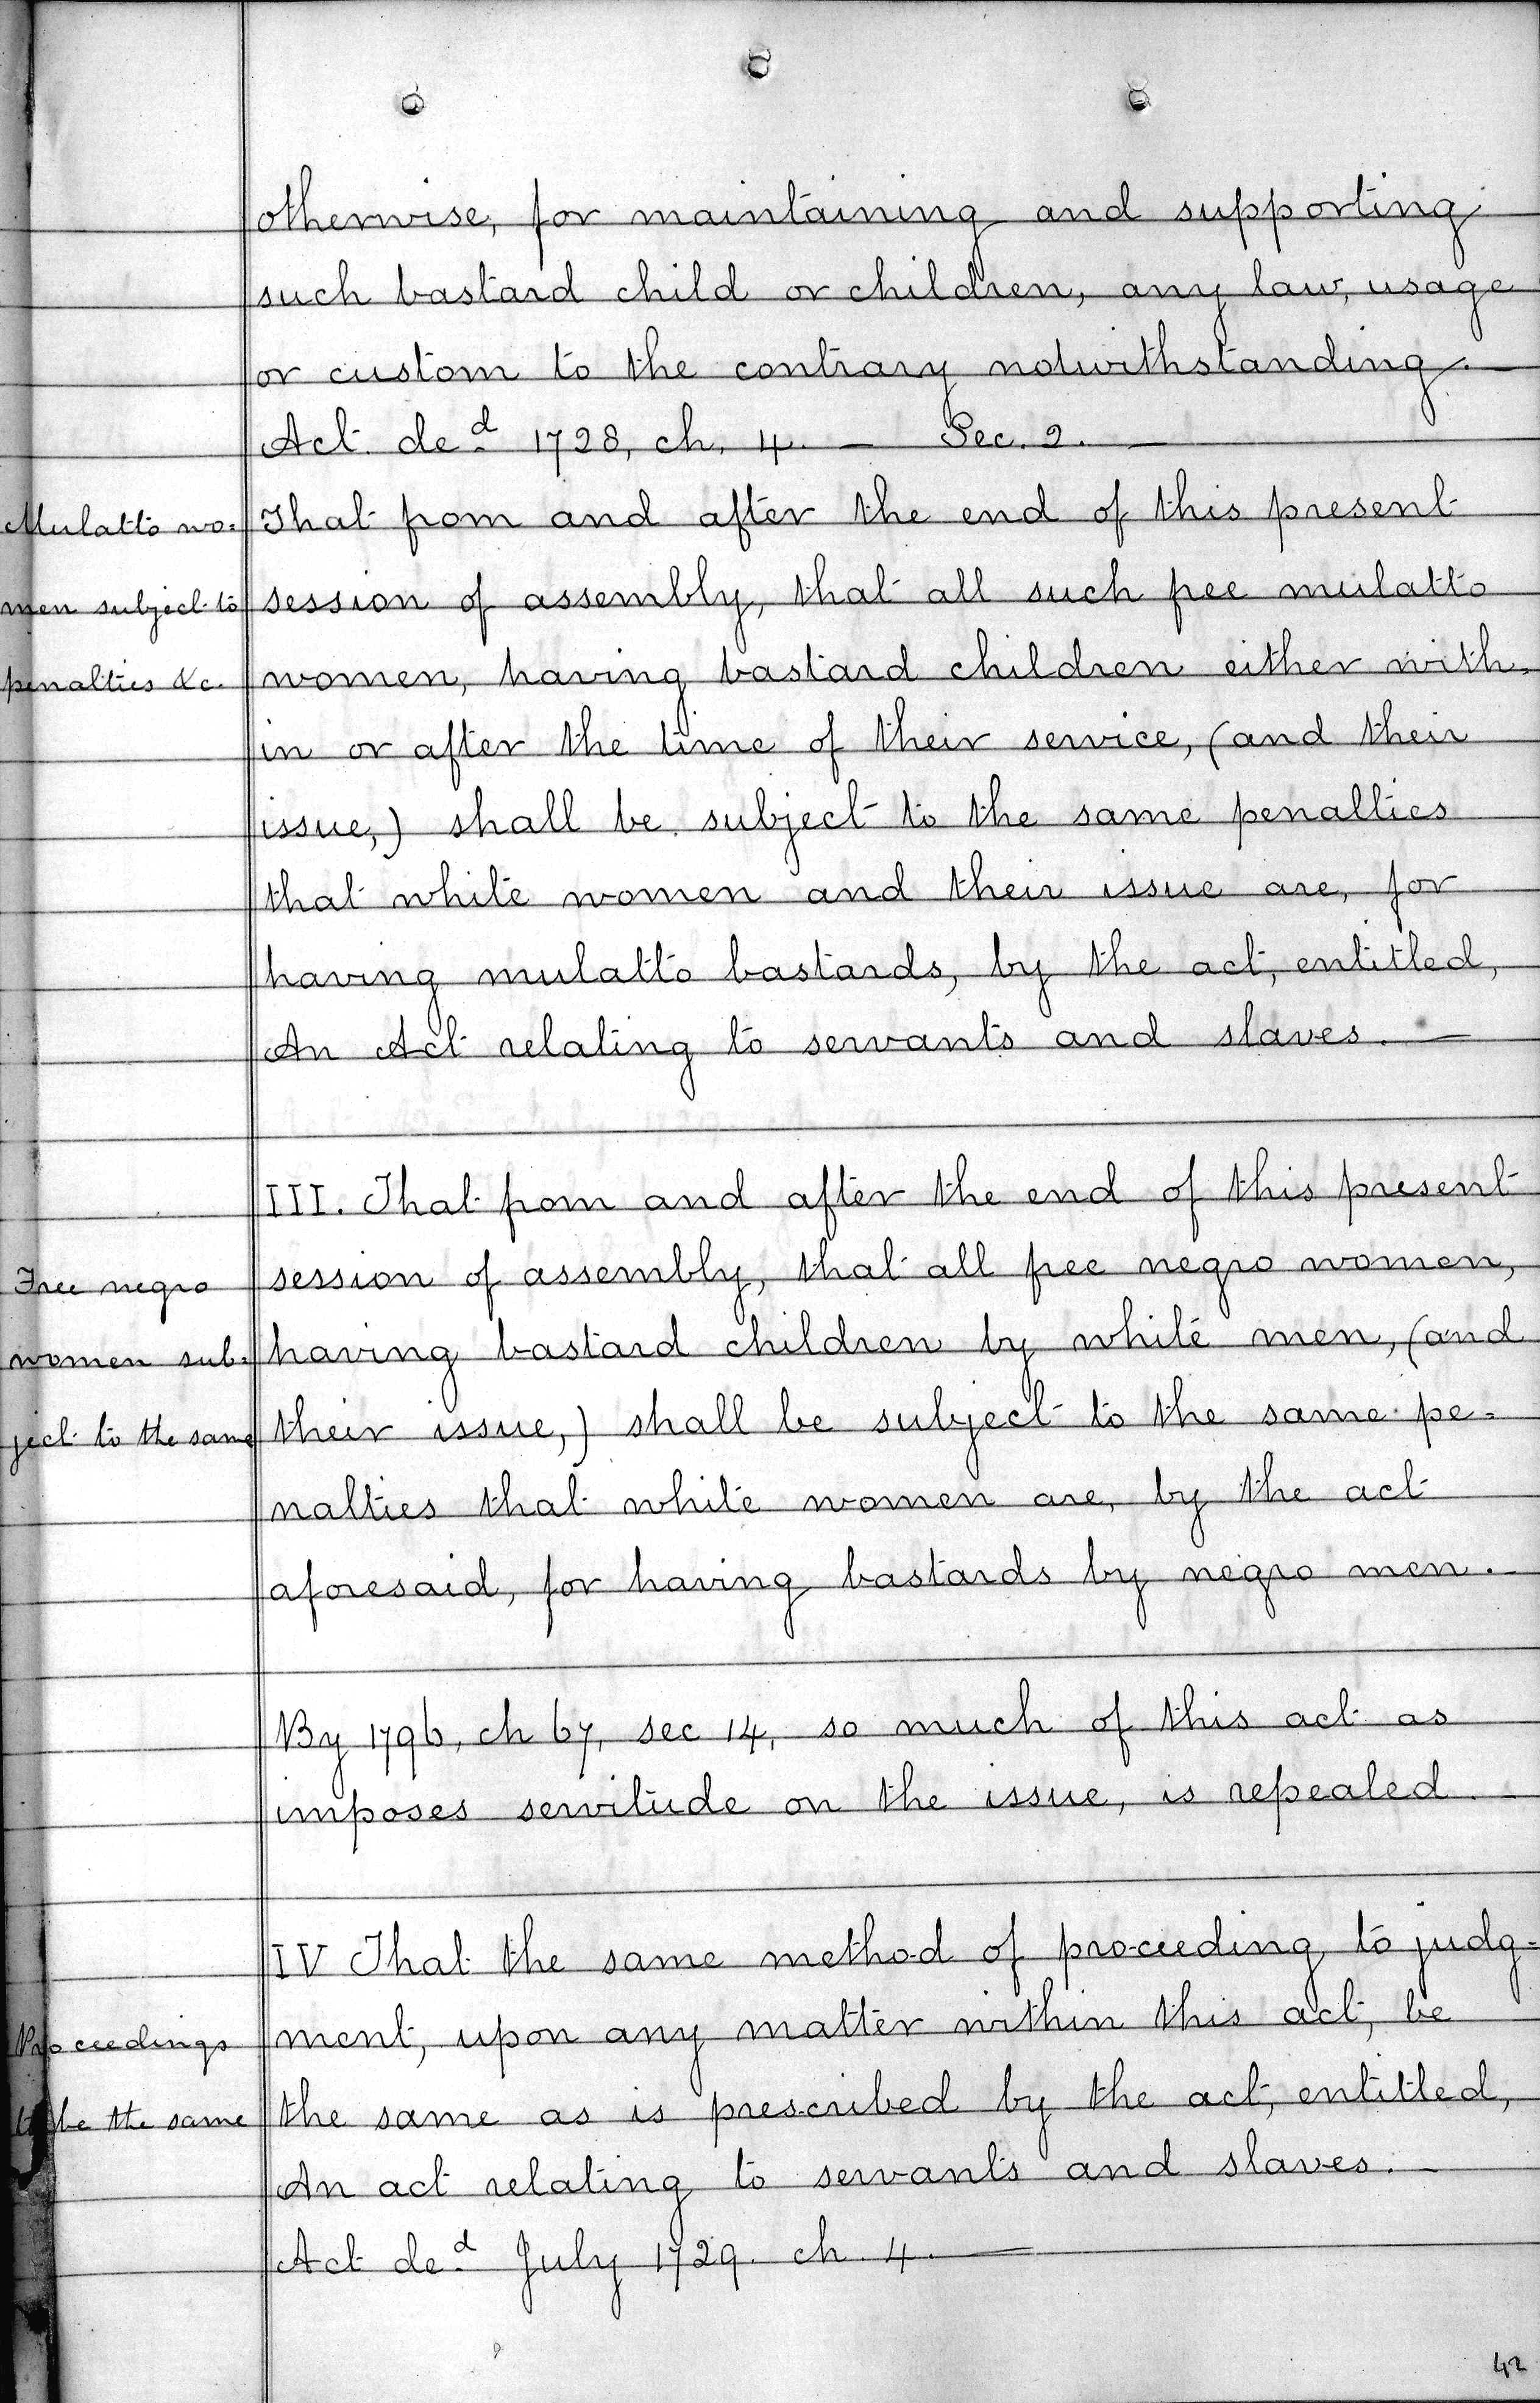 otherwise, for maintaining and supporting
such bastard child or children, any law, usage
or custom to the contrary notwithstanding. —
Act de.d 1728, ch. 4. — Sec. 2. —
Mulatto wo= That from and after the end of this present
men subject to session of assembly, that all such free mulatto
penalties &c. women, having bastard children either with=
in or after the time of their service, (and their
issue,) shall be subject to the same penalties
that white women and their issue are, for
having mulatto bastards, by the act, entitled,
An Act relating to servants and slaves. —
III. That from and after the end of this present
Free negro session of assembly, that all free negro women,
women sub= having bastard children by white men, (and
ject to the same their issue,) shall be subject to the same pe=
nalties that white women are, by the act
aforesaid, for having bastards by negro men. —
By 1796, ch 67, sec 14, so much of this act as
imposes servitude on the issue, is repealed. —
IV That the same method of proceeding to judg=
Proceedings ment, upon any matter within this act, be
to be the same the same as is prescribed by the act, entitled,
An act relating to servants and slaves. —
Act de.d July 1729. ch. 4. —
42